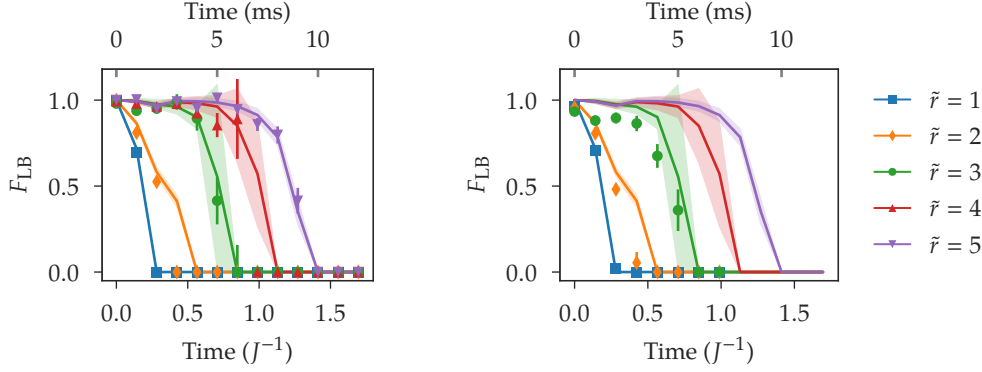 Time (ms)
0 5 10
1.0
0.5
0.0
F_LB
0.0 0.5 1.0 1.5
Time (J⁻¹)
Time (ms)
0 5 10
1.0
0.5
0.0
F_LB
0.0 0.5 1.0 1.5
Time (J⁻¹)
r̃ = 1
r̃ = 2
r̃ = 3
r̃ = 4
r̃ = 5